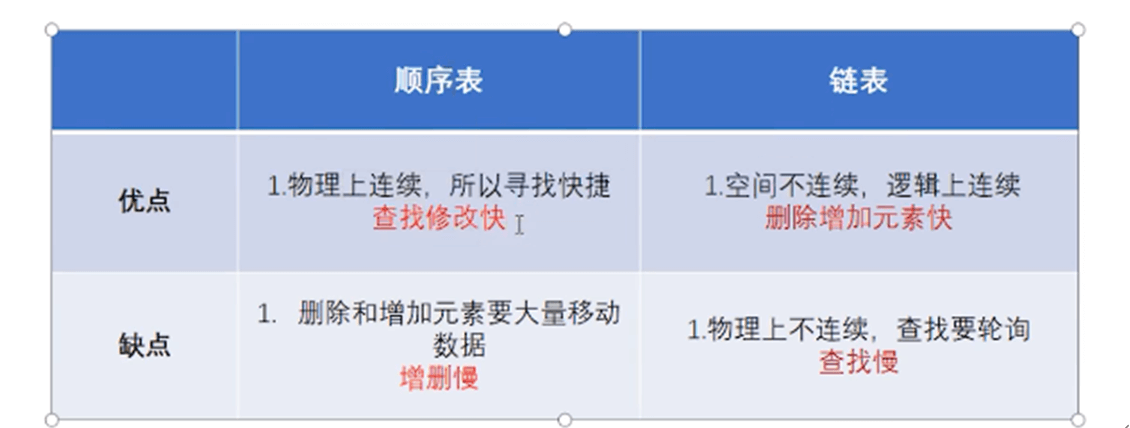 顺序表
链表
优点
1.物理上连续，所以寻找快捷
查找修改快
1.空间不连续，逻辑上连续
删除增加元素快
缺点
1. 删除和增加元素要大量移动
数据
增删慢
1.物理上不连续，查找要轮询
查找慢